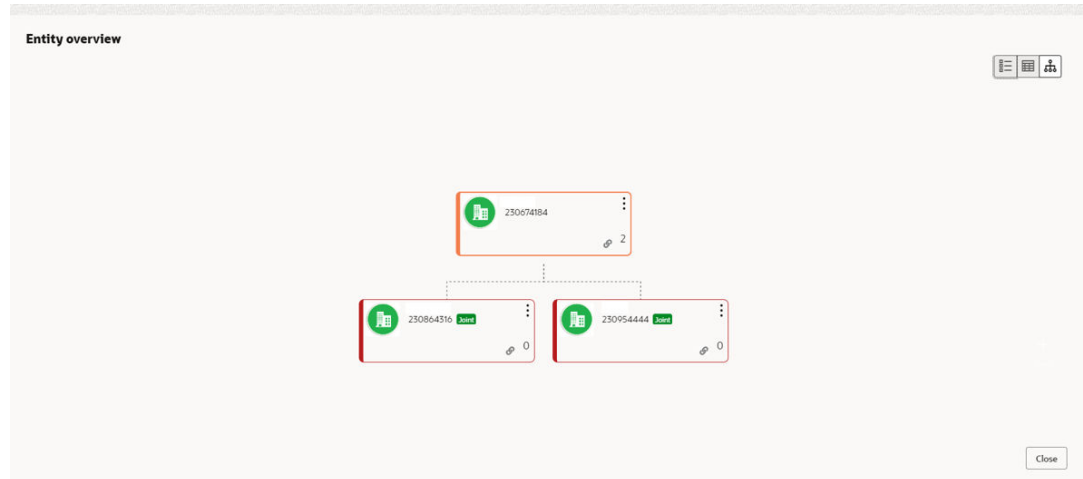 Entity overview
230674184
2
230864316 Joint
0
230954444 Joint
0
Close